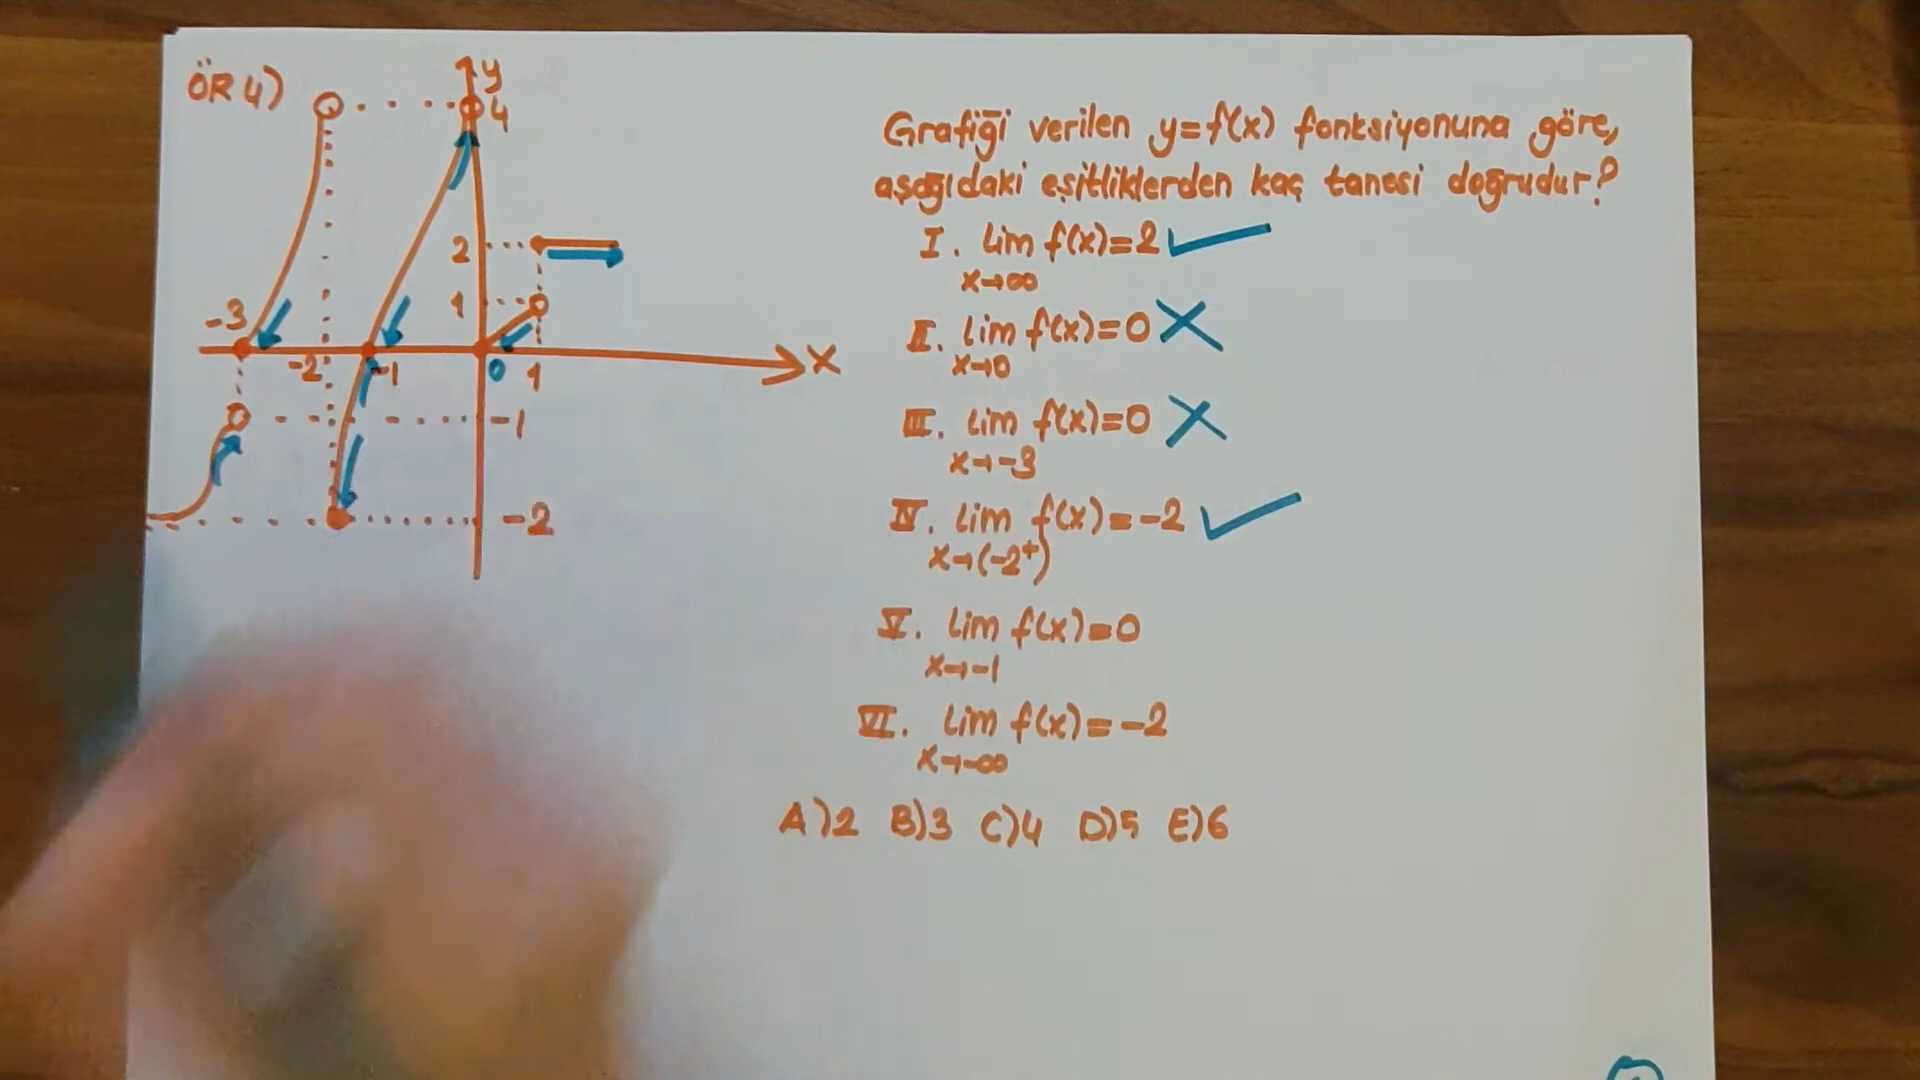 ÖR 4)
y
4
2
1
-3
-2
-1
0
1
x
-1
-2
Grafiği verilen y=f(x) fonksiyonuna göre,
aşağıdaki eşitliklerden kaç tanesi doğrudur?
I. lim f(x)=2
x→∞
II. lim f(x)=0
x→0
III. lim f(x)=0
x→-3
IV. lim f(x)=-2
x→(-2⁺)
V. lim f(x)=0
x→-1
VI. lim f(x)=-2
x→-∞
A)2 B)3 C)4 D)5 E)6